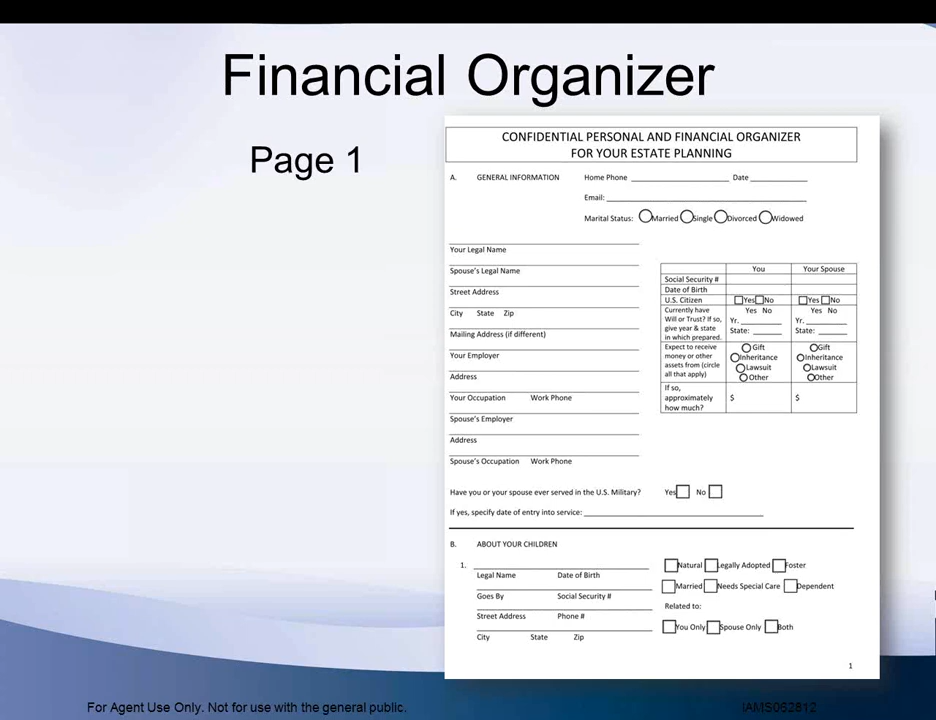 Financial Organizer
Page 1
CONFIDENTIAL PERSONAL AND FINANCIAL ORGANIZER
FOR YOUR ESTATE PLANNING
A. GENERAL INFORMATION Home Phone Date
Email:
Marital Status: Married Single Divorced Widowed
Your Legal Name
Spouse's Legal Name
Street Address
City State Zip
Mailing Address (if different)
Your Employer
Address
Your Occupation Work Phone
Spouse's Employer
Address
Spouse's Occupation Work Phone
You Your Spouse
Social Security #
Date of Birth
U.S. Citizen Yes No Yes No
Currently have Yes No Yes No
Will or Trust? If so, Yr. Yr.
give year & state State: State:
in which prepared.
Expect to receive Gift Gift
money or other Inheritance Inheritance
assets from (circle Lawsuit Lawsuit
all that apply) Other Other
If so,
approximately $ $
how much?
Have you or your spouse ever served in the U.S. Military? Yes No
If yes, specify date of entry into service:
B. ABOUT YOUR CHILDREN
1.
Legal Name Date of Birth
Goes By Social Security #
Street Address Phone #
City State Zip
Natural Legally Adopted Foster
Married Needs Special Care Dependent
Related to:
You Only Spouse Only Both
1
For Agent Use Only. Not for use with the general public.
IAMS062812